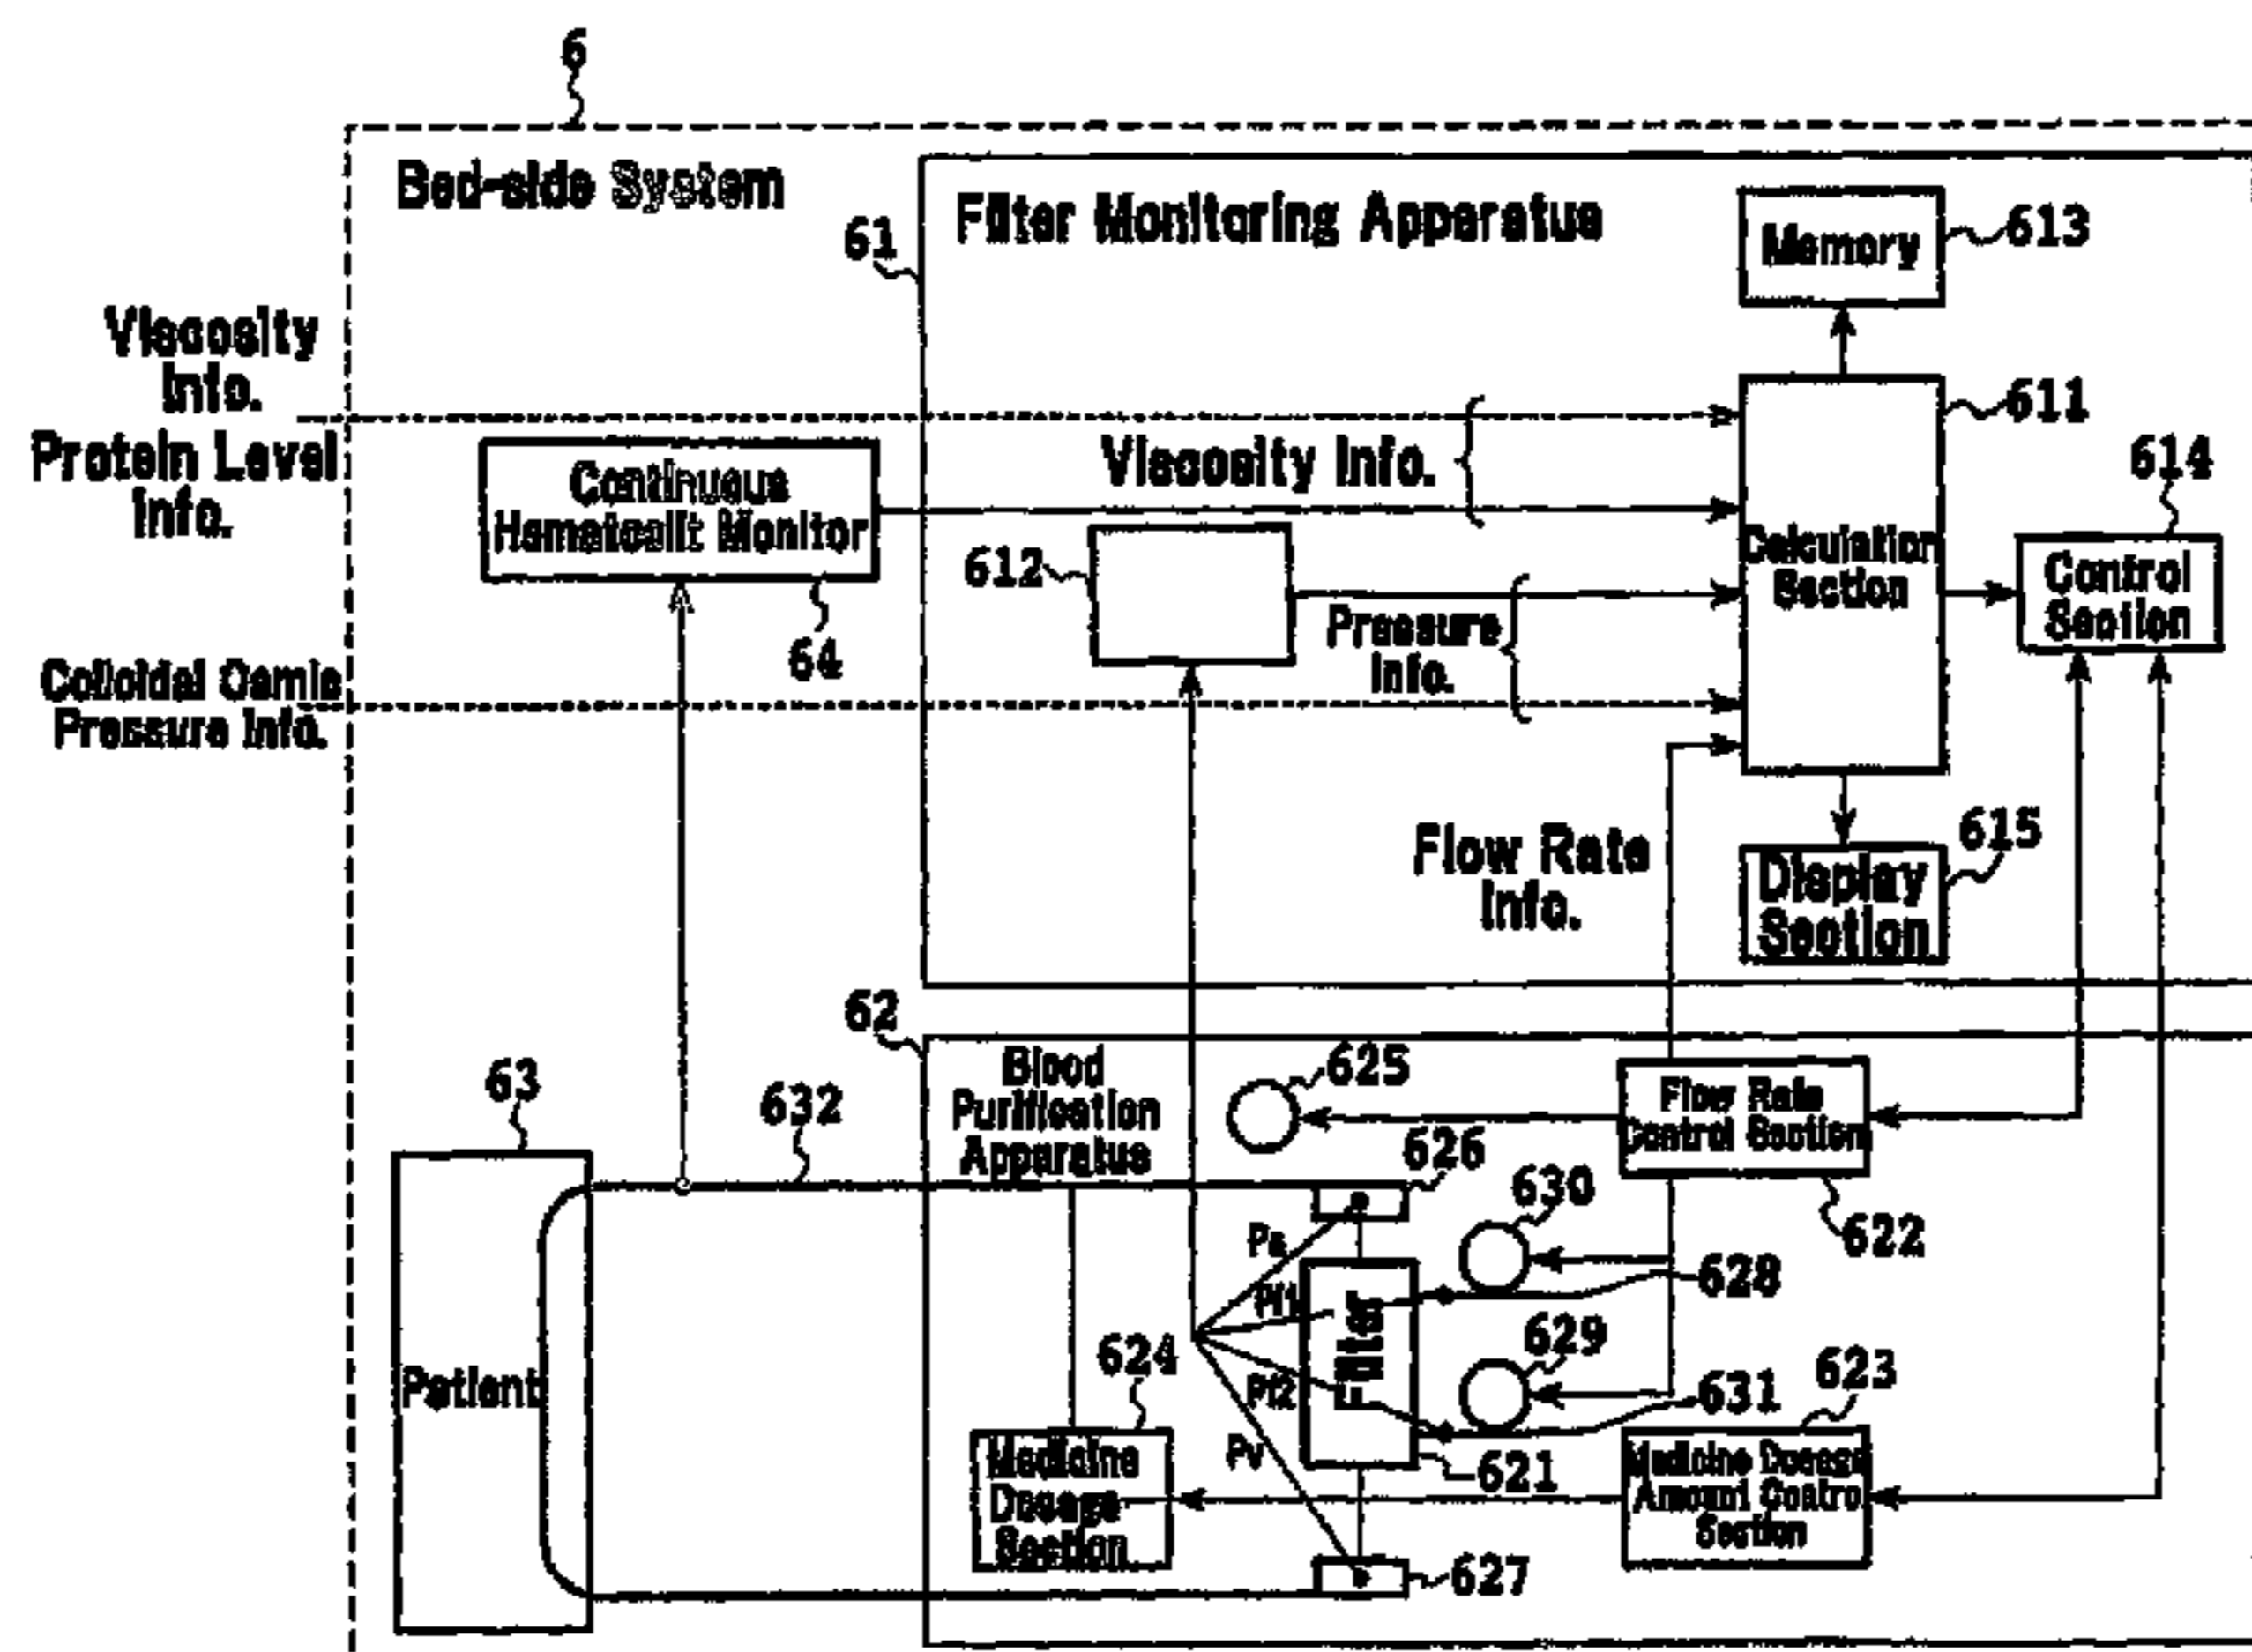 6
Bed-side System
61
Filter Monitoring Apparatus
Memory
613
Viscosity
Info.
Protein Level
Info.
Continuous
Hematocrit Monitor
64
Viscosity Info.
611
Calculation
Section
614
Control
Section
612
Pressure
Info.
Colloidal Osmic
Pressure Info.
Flow Rate
Info.
615
Display
Section
62
Blood
Purification
Apparatus
625
Flow Rate
Control Section
622
63
632
626
630
628
Patient
Pa
Pf1
Pf2
Pv
Filter
629
631
621
624
Medicine
Dosage
Section
623
Medicine Dosage
Amount Control
Section
627